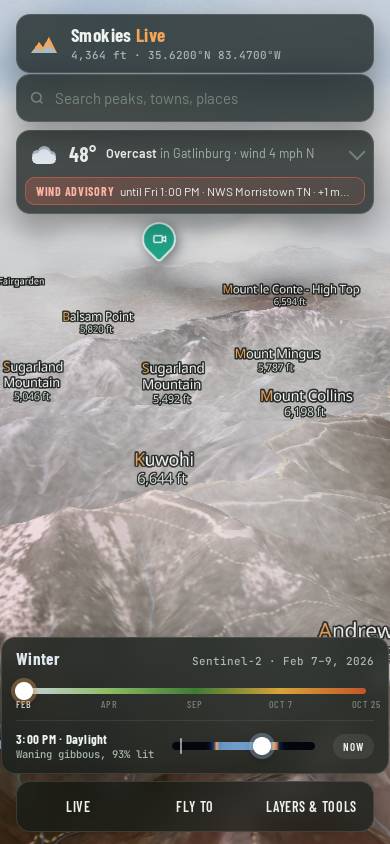 Smokies Live
4,364 ft · 35.6200°N 83.4700°W
Search peaks, towns, places
48° Overcast in Gatlinburg · wind 4 mph N
WIND ADVISORY until Fri 1:00 PM · NWS Morristown TN · +1 m...
Fairgarden
Mount le Conte - High Top
6,594 ft
Balsam Point
5,820 ft
Mount Mingus
5,787 ft
Sugarland
Mountain
5,046 ft
Sugarland
Mountain
5,492 ft
Mount Collins
6,198 ft
Kuwohi
6,644 ft
Andrew
Winter
Sentinel-2 · Feb 7–9, 2026
FEB APR SEP OCT 7 OCT 25
3:00 PM · Daylight
Waning gibbous, 93% lit
NOW
LIVE FLY TO LAYERS & TOOLS